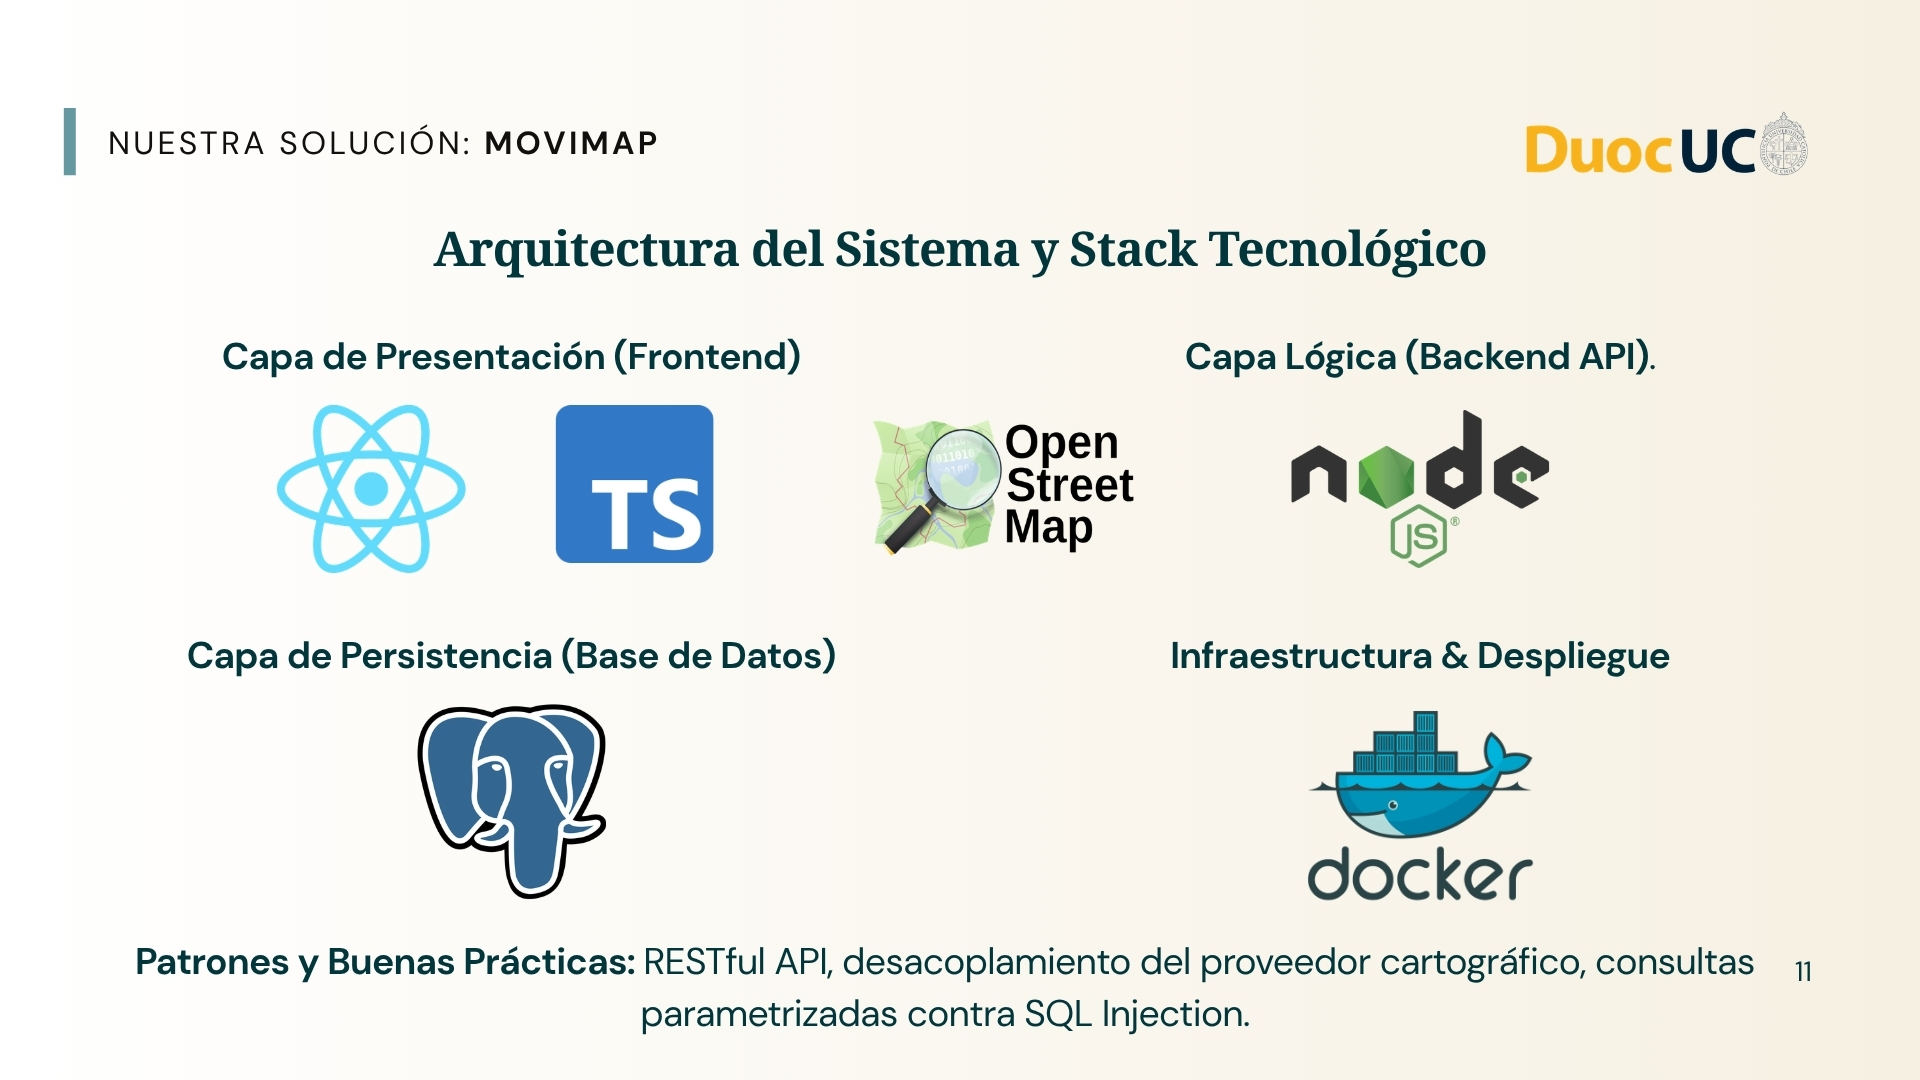 NUESTRA SOLUCIÓN: MOVIMAP
Duoc UC
Arquitectura del Sistema y Stack Tecnológico
Capa de Presentación (Frontend)
Capa Lógica (Backend API).
TS
Open
Street
Map
node
JS®
Capa de Persistencia (Base de Datos)
Infraestructura & Despliegue
docker
Patrones y Buenas Prácticas: RESTful API, desacoplamiento del proveedor cartográfico, consultas
parametrizadas contra SQL Injection.
11